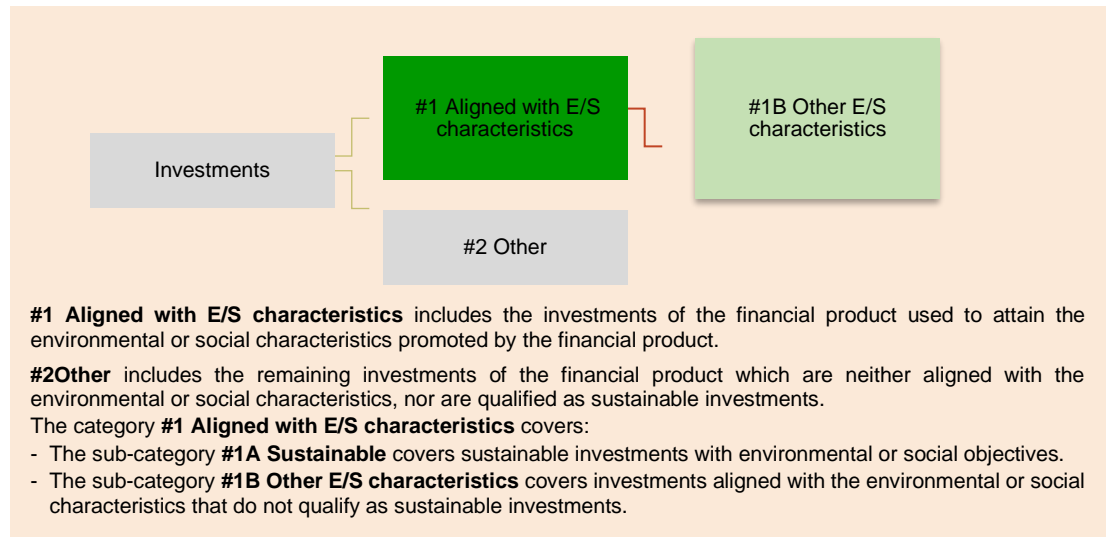 #1 Aligned with E/S
characteristics
#1B Other E/S
characteristics
Investments
#2 Other
#1 Aligned with E/S characteristics includes the investments of the financial product used to attain the
environmental or social characteristics promoted by the financial product.
#2Other includes the remaining investments of the financial product which are neither aligned with the
environmental or social characteristics, nor are qualified as sustainable investments.
The category #1 Aligned with E/S characteristics covers:
- The sub-category #1A Sustainable covers sustainable investments with environmental or social objectives.
- The sub-category #1B Other E/S characteristics covers investments aligned with the environmental or social
characteristics that do not qualify as sustainable investments.